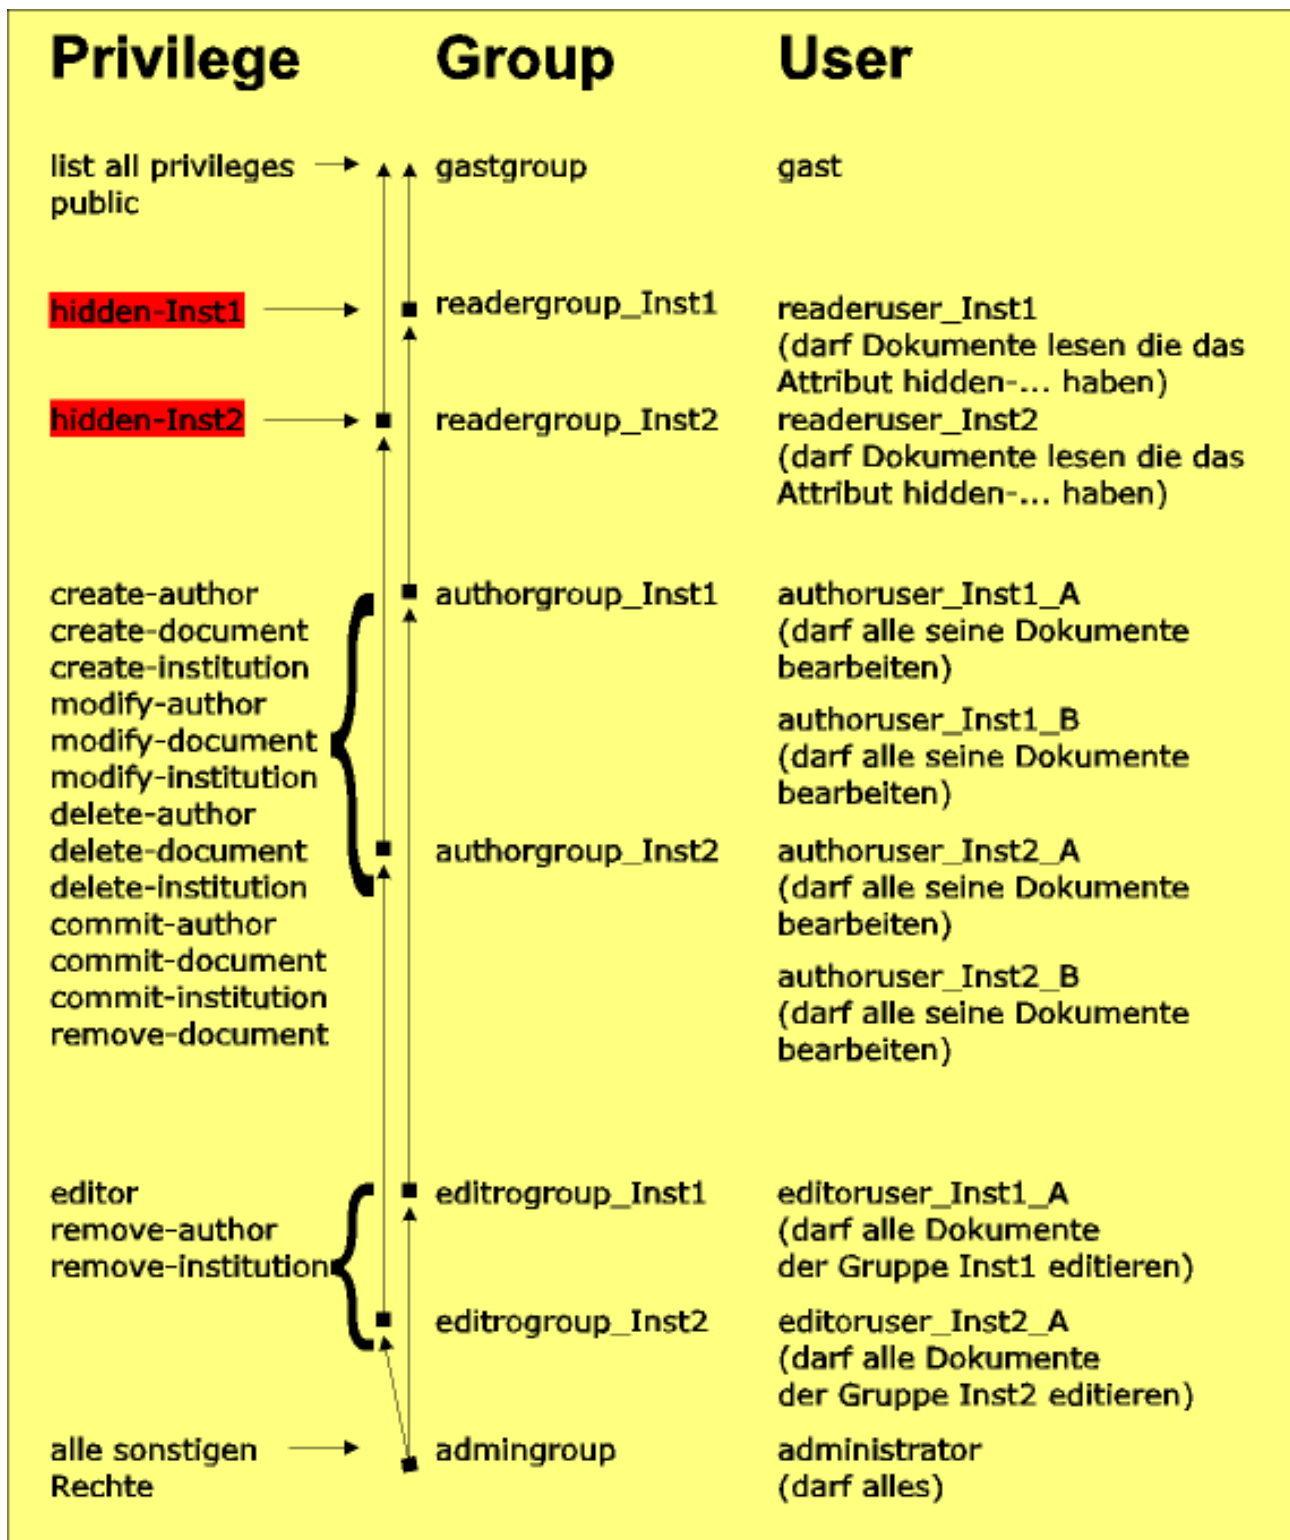 Privilege Group User
list all privileges gastgroup gast
public
hidden-Inst1 readergroup_Inst1 readeruser_Inst1
(darf Dokumente lesen die das
Attribut hidden-... haben)
hidden-Inst2 readergroup_Inst2 readeruser_Inst2
(darf Dokumente lesen die das
Attribut hidden-... haben)
create-author authorgroup_Inst1 authoruser_Inst1_A
create-document (darf alle seine Dokumente
create-institution bearbeiten)
modify-author authoruser_Inst1_B
modify-document (darf alle seine Dokumente
modify-institution bearbeiten)
delete-author
delete-document authorgroup_Inst2 authoruser_Inst2_A
delete-institution (darf alle seine Dokumente
commit-author bearbeiten)
commit-document authoruser_Inst2_B
commit-institution (darf alle seine Dokumente
remove-document bearbeiten)
editor editrogroup_Inst1 editoruser_Inst1_A
remove-author (darf alle Dokumente
remove-institution der Gruppe Inst1 editieren)
editrogroup_Inst2 editoruser_Inst2_A
(darf alle Dokumente
der Gruppe Inst2 editieren)
alle sonstigen admingroup administrator
Rechte (darf alles)